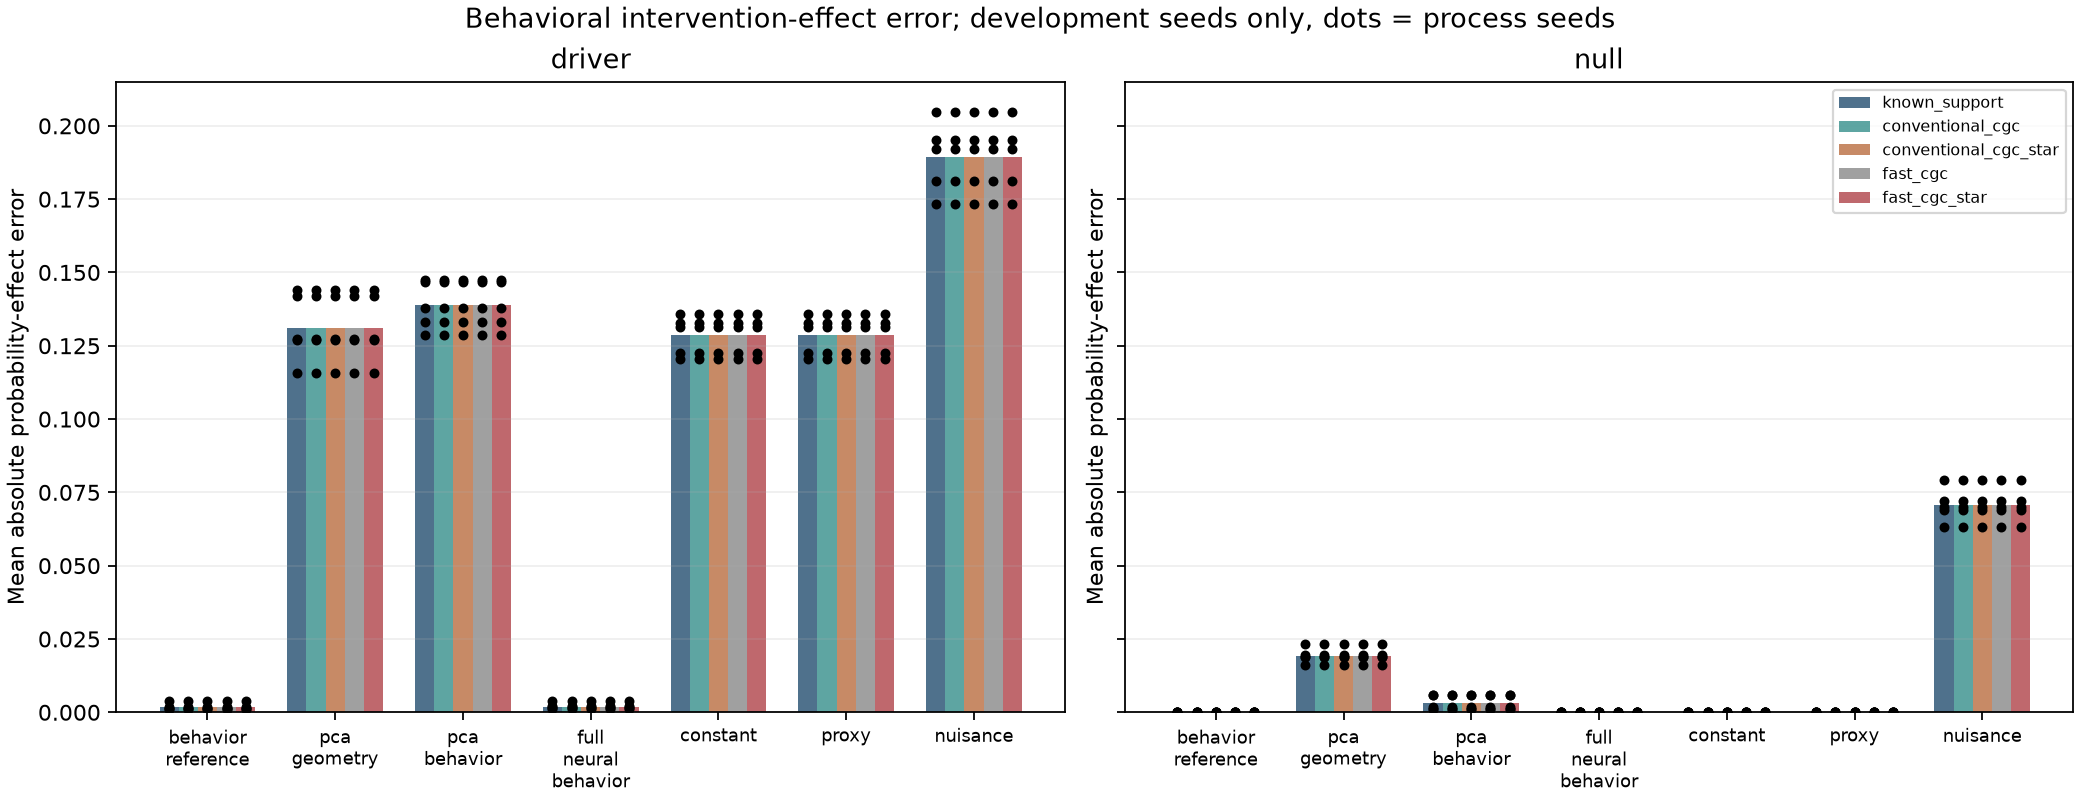 Behavioral intervention-effect error; development seeds only, dots = process seeds
driver
Mean absolute probability-effect error
0.200
0.175
0.150
0.125
0.100
0.075
0.050
0.025
0.000
behavior
reference
pca
geometry
pca
behavior
full
neural
behavior
constant
proxy
nuisance
null
Mean absolute probability-effect error
known_support
conventional_cgc
conventional_cgc_star
fast_cgc
fast_cgc_star
behavior
reference
pca
geometry
pca
behavior
full
neural
behavior
constant
proxy
nuisance